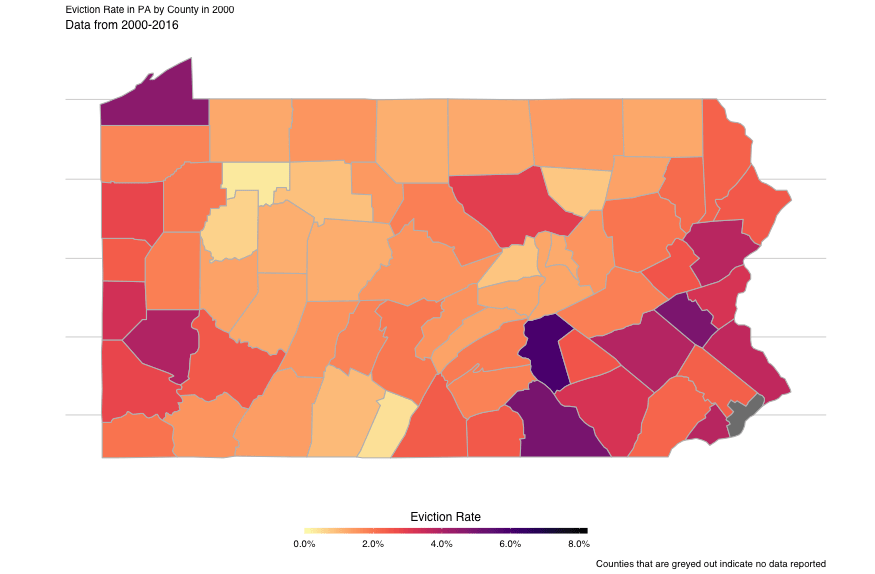 Eviction Rate in PA by County in 2000
Data from 2000-2016
Eviction Rate
0.0% 2.0% 4.0% 6.0% 8.0%
Counties that are greyed out indicate no data reported